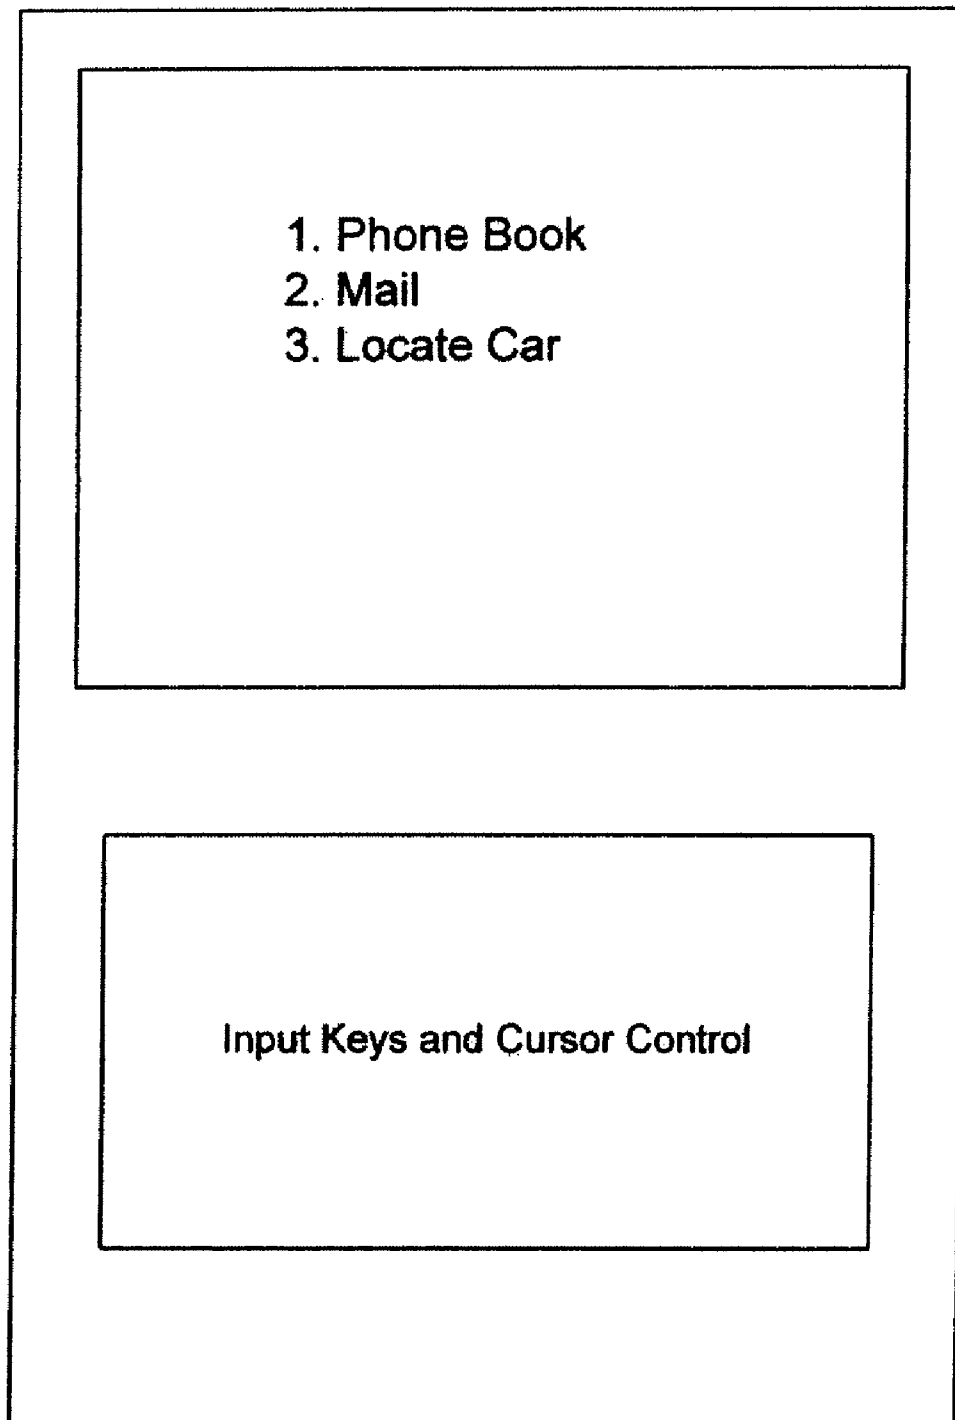 1. Phone Book
2. Mail
3. Locate Car
Input Keys and Cursor Control